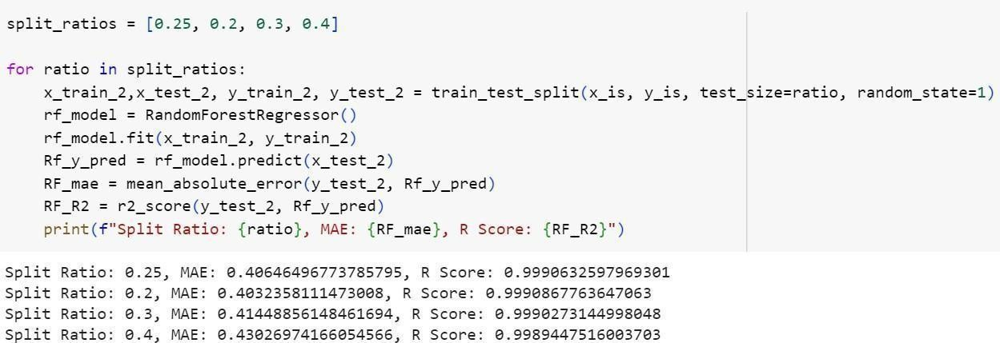 split_ratios = [0.25, 0.2, 0.3, 0.4]
for ratio in split_ratios:
    x_train_2,x_test_2, y_train_2, y_test_2 = train_test_split(x_is, y_is, test_size=ratio, random_state=1)
    rf_model = RandomForestRegressor()
    rf_model.fit(x_train_2, y_train_2)
    Rf_y_pred = rf_model.predict(x_test_2)
    RF_mae = mean_absolute_error(y_test_2, Rf_y_pred)
    RF_R2 = r2_score(y_test_2, Rf_y_pred)
    print(f"Split Ratio: {ratio}, MAE: {RF_mae}, R Score: {RF_R2}")
Split Ratio: 0.25, MAE: 0.40646496773785795, R Score: 0.9990632597969301
Split Ratio: 0.2, MAE: 0.4032358111473008, R Score: 0.9990867763647063
Split Ratio: 0.3, MAE: 0.41448856148461694, R Score: 0.9990273144998048
Split Ratio: 0.4, MAE: 0.43026974166054566, R Score: 0.9989447516003703